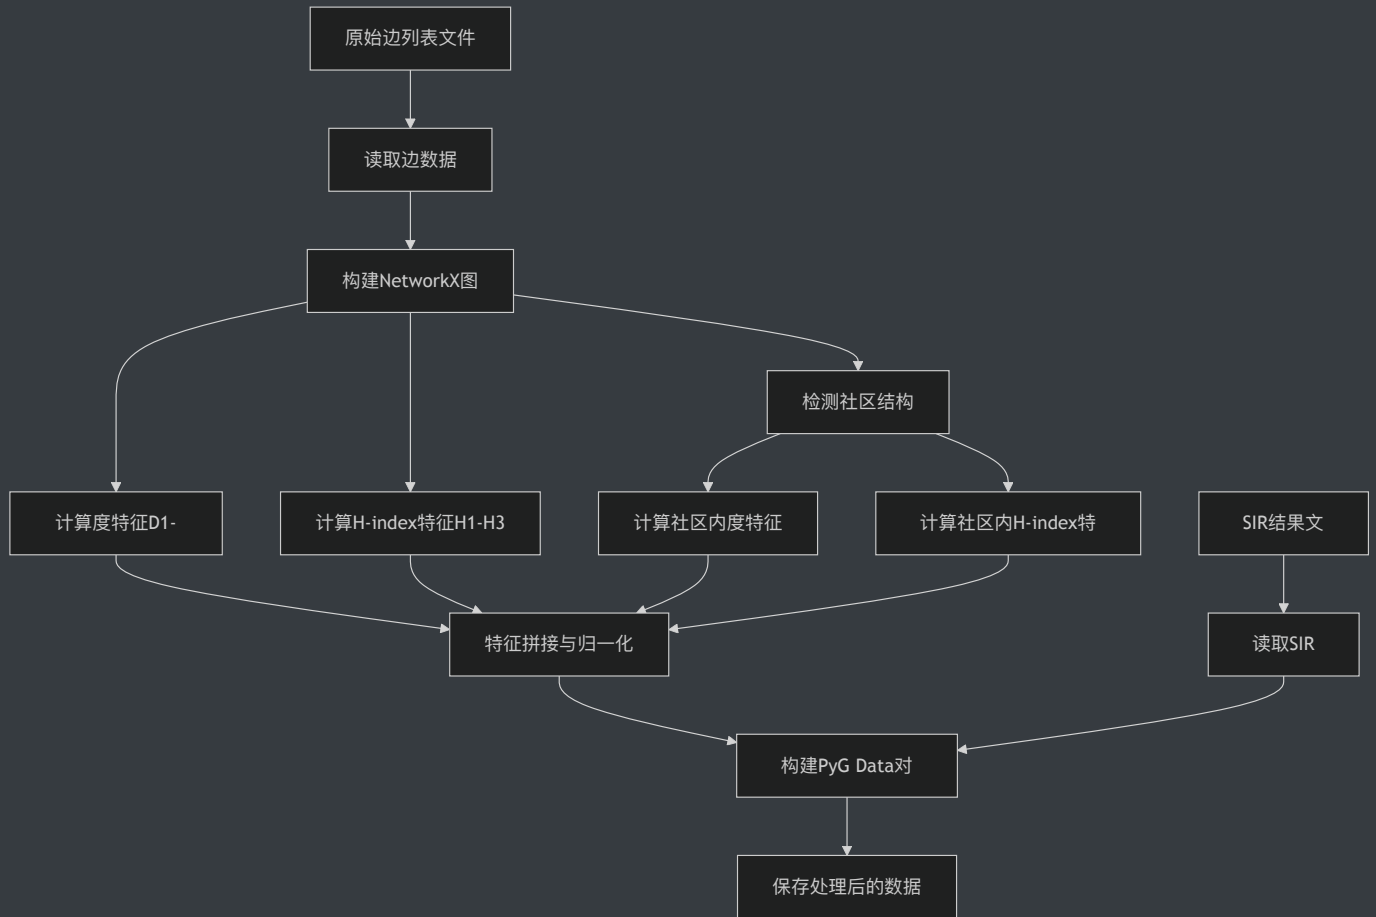 原始边列表文件
读取边数据
构建NetworkX图
检测社区结构
计算度特征D1-
计算H-index特征H1-H3
计算社区内度特征
计算社区内H-index特
SIR结果文
特征拼接与归一化
读取SIR
构建PyG Data对
保存处理后的数据